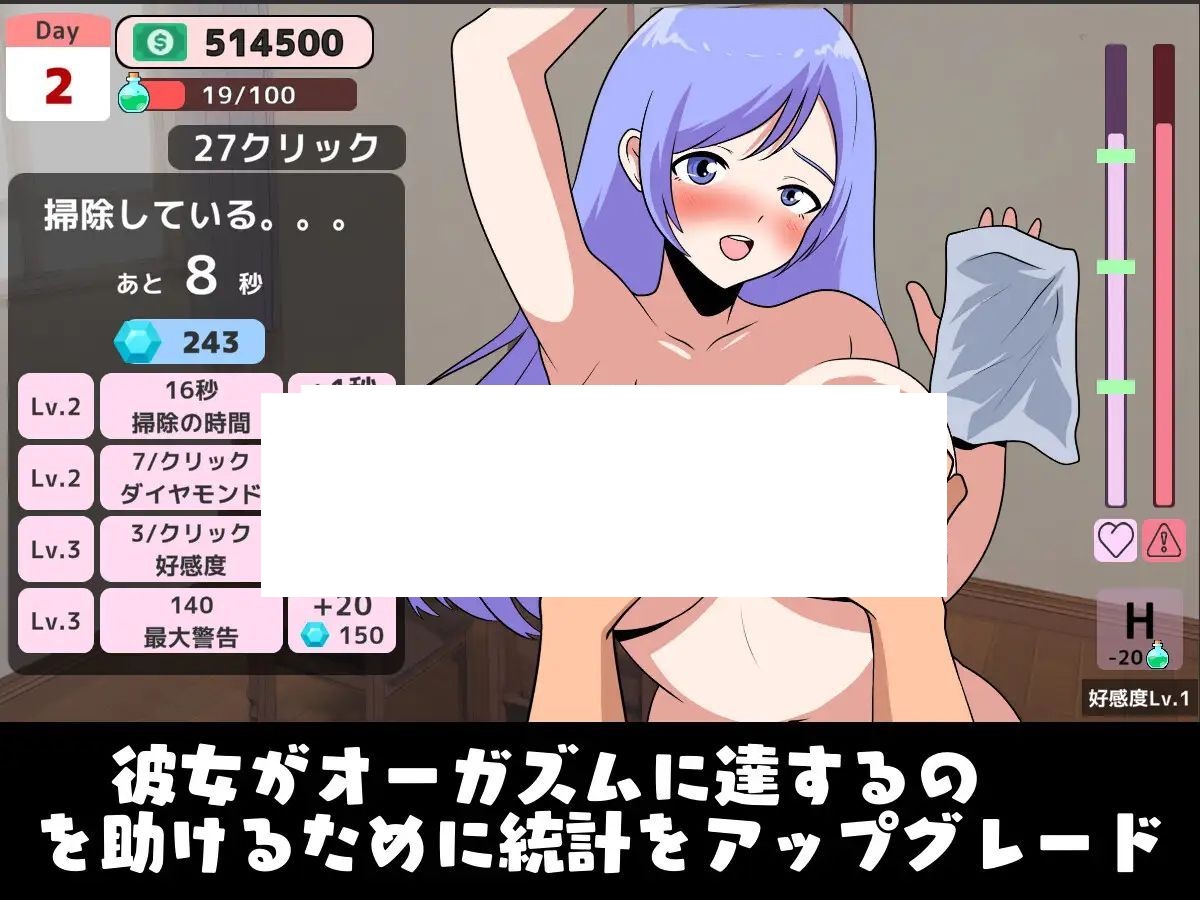 Day
2
514500
19/100
27クリック
掃除している。。。
あと 8 秒
243
Lv.2
16秒
掃除の時間
Lv.2
7/クリック
ダイヤモンド
Lv.3
3/クリック
好感度
Lv.3
140
最大警告
+20
150
H
-20
好感度Lv.1
彼女がオーガズムに達するの
を助けるために統計をアップグレード